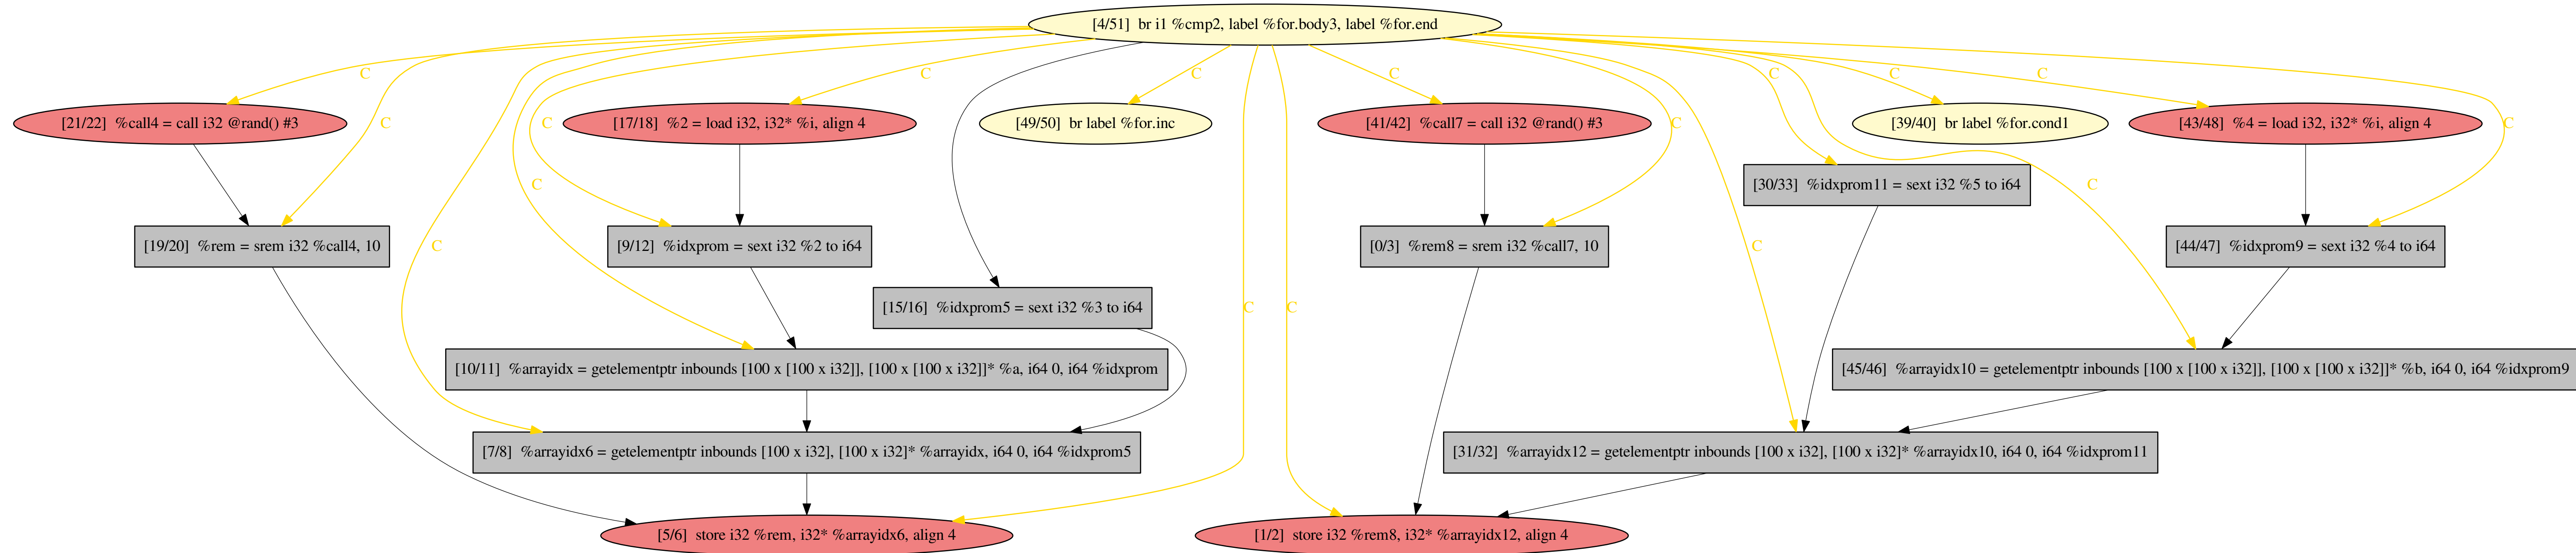 [4/51] br i1 %cmp2, label %for.body3, label %for.end
C
C
C
C
C
C
C
C
[21/22] %call4 = call i32 @rand() #3
C
C
[17/18] %2 = load i32, i32* %i, align 4
[49/50] br label %for.inc
[41/42] %call7 = call i32 @rand() #3
C
[39/40] br label %for.cond1
[43/48] %4 = load i32, i32* %i, align 4
C
C
[30/33] %idxprom11 = sext i32 %5 to i64
C
[19/20] %rem = srem i32 %call4, 10
C
[9/12] %idxprom = sext i32 %2 to i64
[0/3] %rem8 = srem i32 %call7, 10
C
[44/47] %idxprom9 = sext i32 %4 to i64
[15/16] %idxprom5 = sext i32 %3 to i64
C
C
[10/11] %arrayidx = getelementptr inbounds [100 x [100 x i32]], [100 x [100 x i32]]* %a, i64 0, i64 %idxprom
[45/46] %arrayidx10 = getelementptr inbounds [100 x [100 x i32]], [100 x [100 x i32]]* %b, i64 0, i64 %idxprom9
[7/8] %arrayidx6 = getelementptr inbounds [100 x i32], [100 x i32]* %arrayidx, i64 0, i64 %idxprom5
[31/32] %arrayidx12 = getelementptr inbounds [100 x i32], [100 x i32]* %arrayidx10, i64 0, i64 %idxprom11
[5/6] store i32 %rem, i32* %arrayidx6, align 4
[1/2] store i32 %rem8, i32* %arrayidx12, align 4